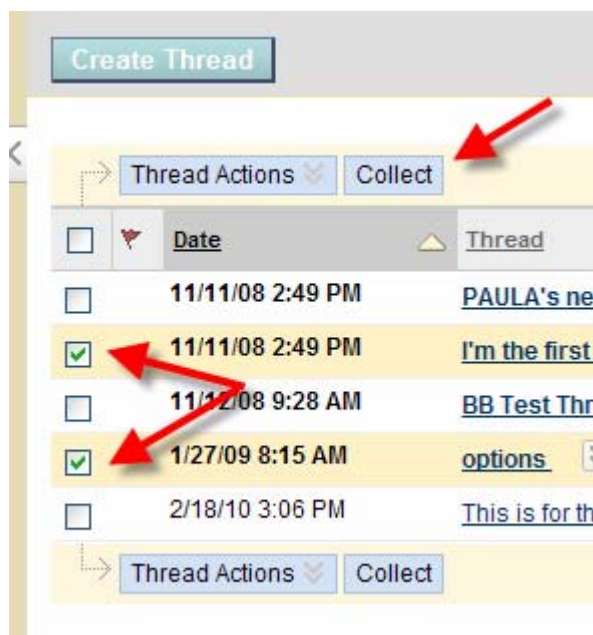 Create Thread
Thread Actions Collect
Date Thread
11/11/08 2:49 PM PAULA's ne
11/11/08 2:49 PM I'm the first
11/12/08 9:28 AM BB Test Thr
1/27/09 8:15 AM options
2/18/10 3:06 PM This is for th
Thread Actions Collect